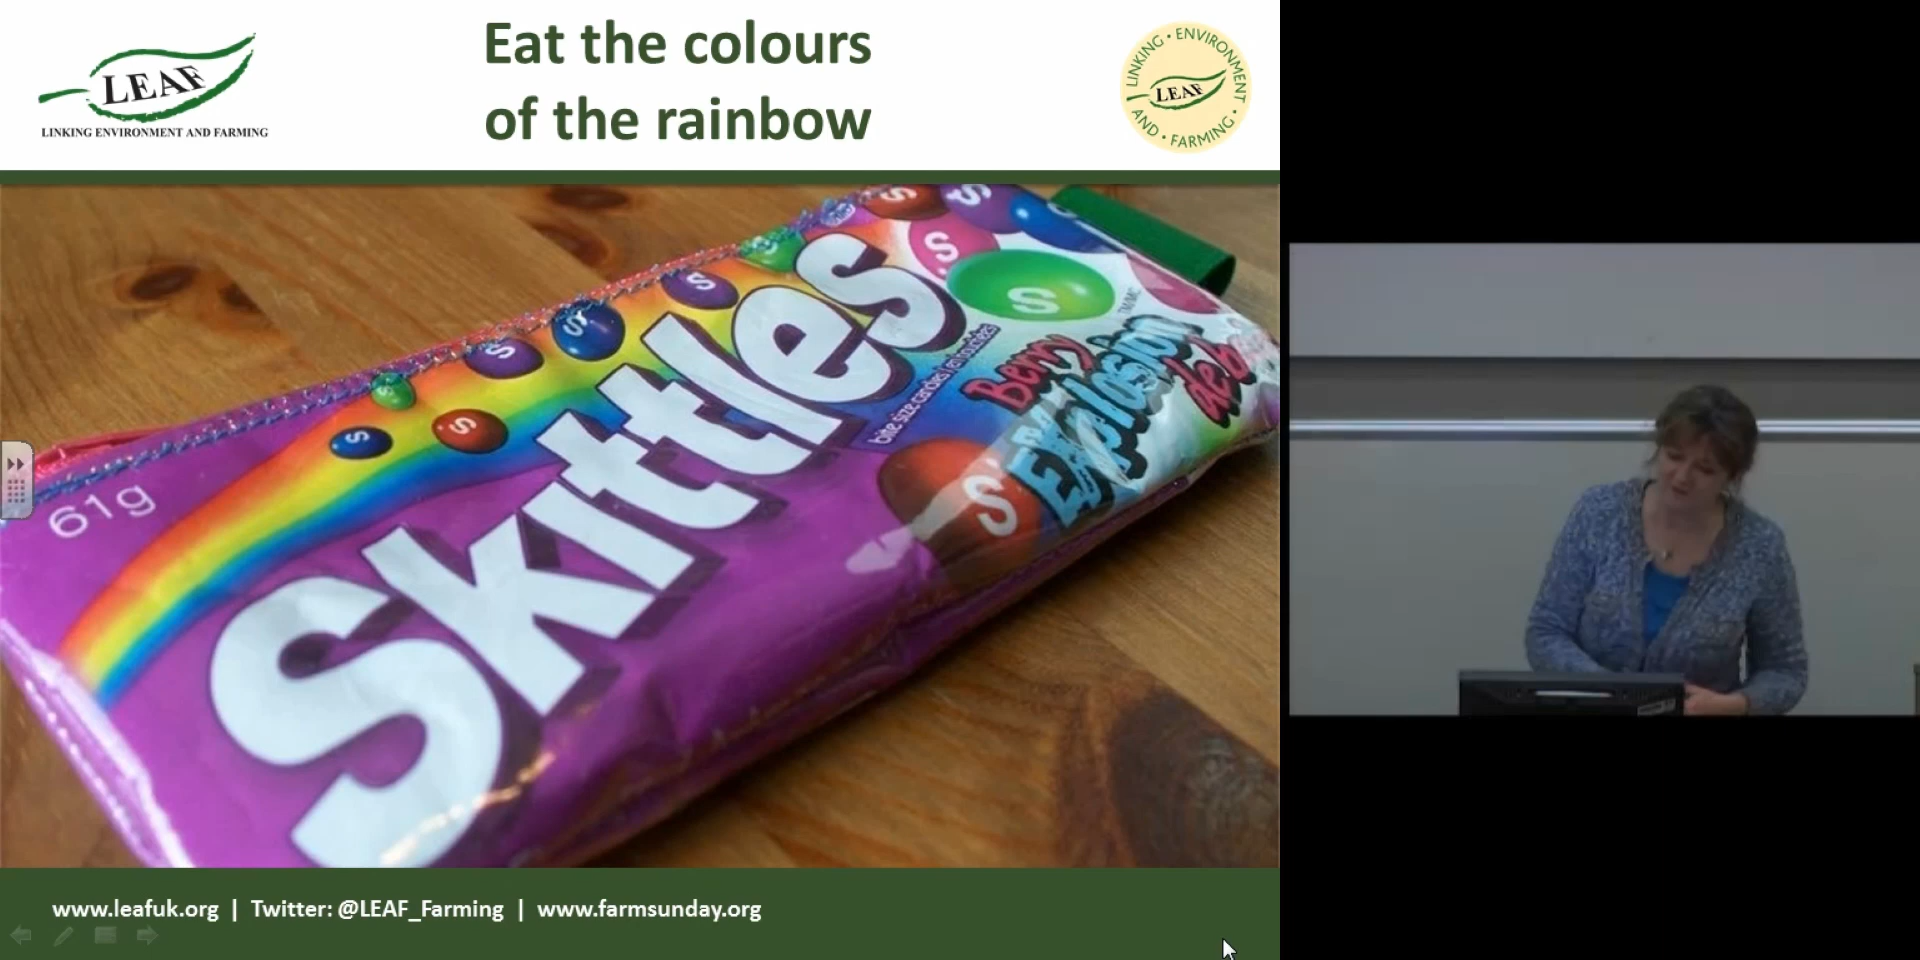 Eat the colours
of the rainbow
LEAF
LINKING ENVIRONMENT AND FARMING
LINKING • ENVIRONMENT
LEAF
AND • FARMING •
61g
Skittles
bite size candies
Berry
Explosion
de b
S
S
S
S
S
S
S
S
S
S
S
www.leafuk.org | Twitter: @LEAF_Farming | www.farmsunday.org